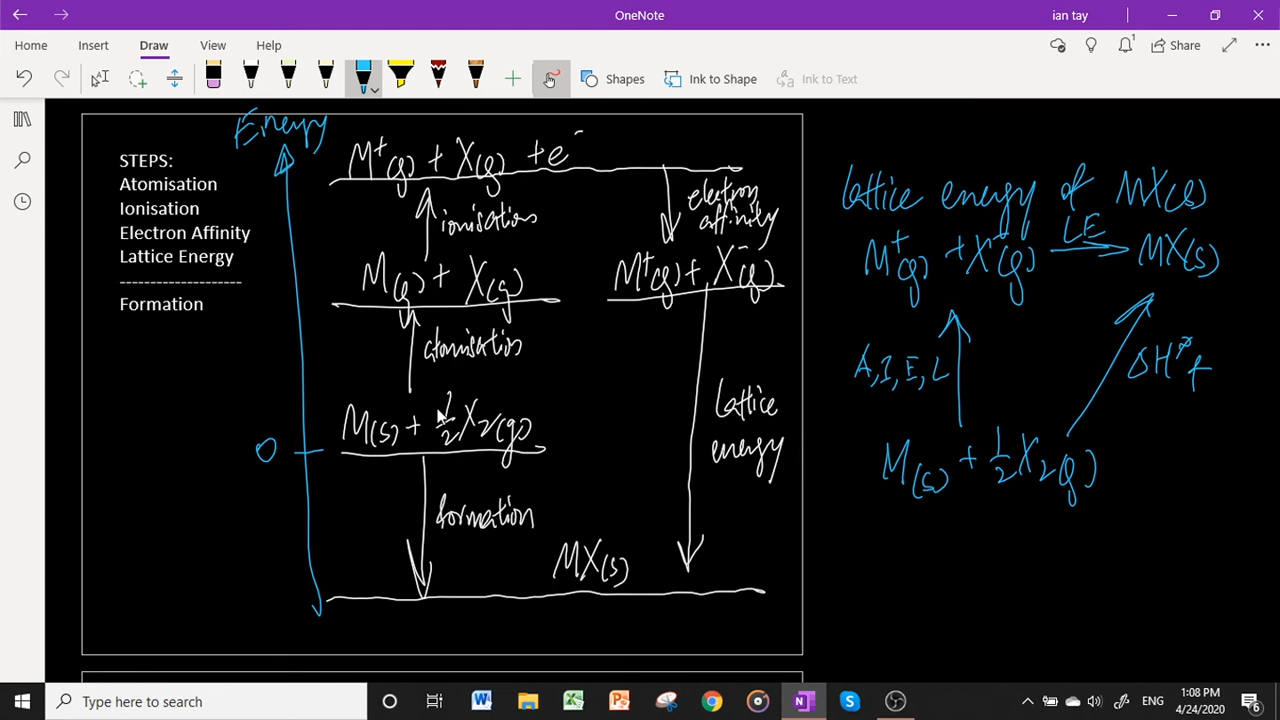 OneNote
ian tay
Home Insert Draw View Help
Share
Shapes
Ink to Shape
Ink to Text
Energy
STEPS:
Atomisation
Ionisation
Electron Affinity
Lattice Energy
-------------------
Formation
M⁺(g) + X(g) + e⁻
ionisation
electron
affinity
M(g) + X(g)
M⁺(g) + X⁻(g)
atomisation
M(s) + ½X₂(g)
0
lattice
energy
formation
MX(s)
lattice energy of MX(s)
M⁺(g) + X⁻(g) LE MX(s)
A, I, E, L
ΔH°f
M(s) + ½X₂(g)
Type here to search
ENG
1:08 PM
4/24/2020
6